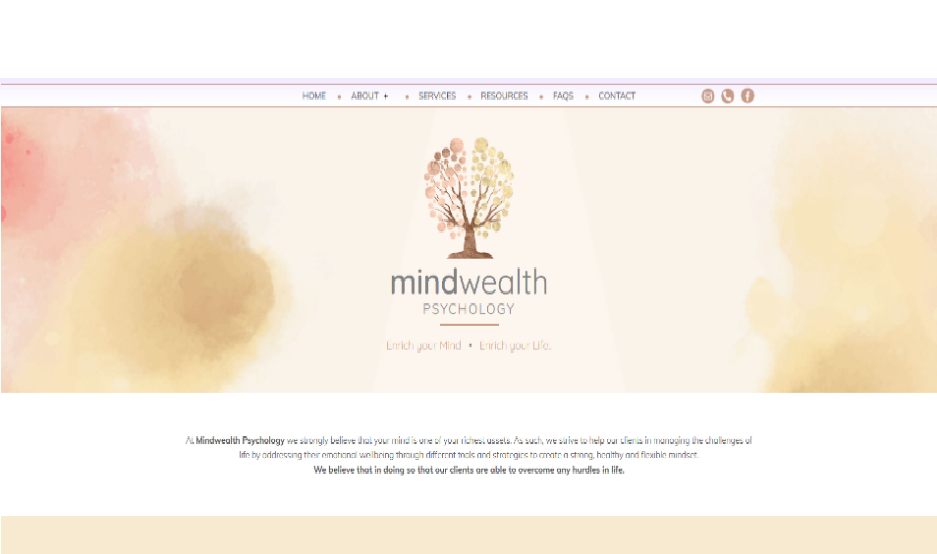 HOME • ABOUT + • SERVICES • RESOURCES • FAQS • CONTACT
mindwealth
PSYCHOLOGY
Enrich your Mind • Enrich your Life.
At Mindwealth Psychology we strongly believe that your mind is one of your richest assets. As such, we strive to help our clients in managing the challenges of
life by addressing their emotional wellbeing through different tools and strategies to create a strong, healthy and flexible mindset.
We believe that in doing so that our clients are able to overcome any hurdles in life.